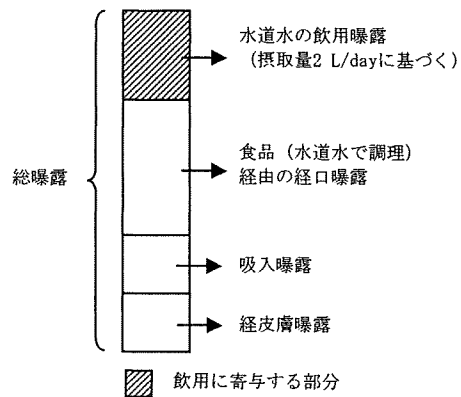 水道水の飲用曝露
（摂取量2 L/dayに基づく）
食品（水道水で調理）
経由の経口曝露
総曝露
吸入曝露
経皮膚曝露
飲用に寄与する部分